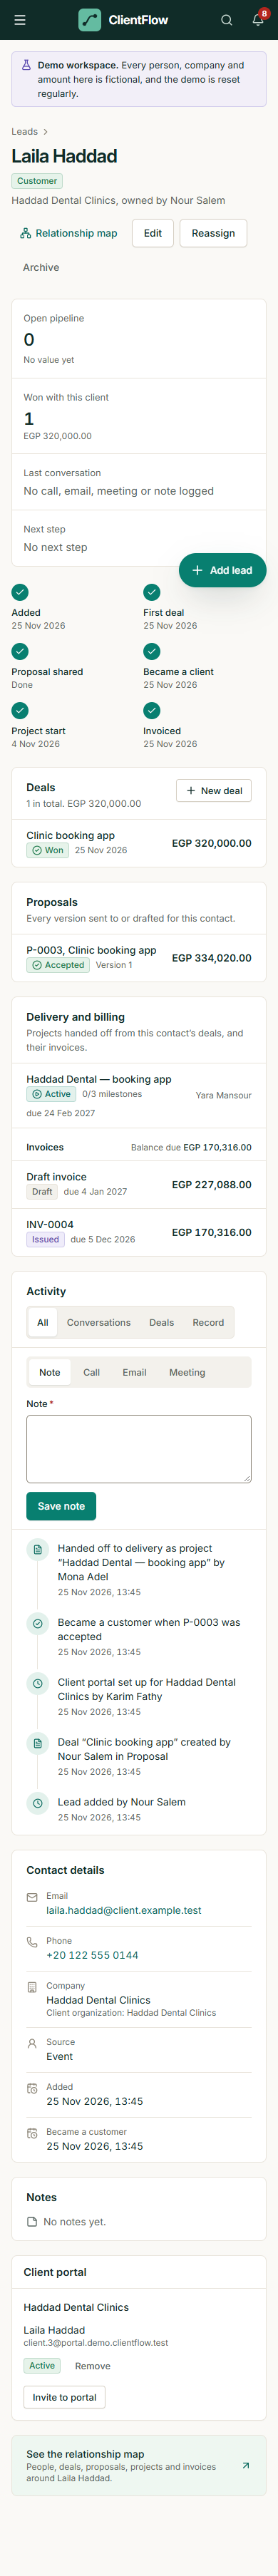 ClientFlow
8
Demo workspace. Every person, company and
amount here is fictional, and the demo is reset
regularly.
Leads
Laila Haddad
Customer
Haddad Dental Clinics, owned by Nour Salem
Relationship map
Edit
Reassign
Archive
Open pipeline
0
No value yet
Won with this client
1
EGP 320,000.00
Last conversation
No call, email, meeting or note logged
Next step
No next step
Add lead
Added
25 Nov 2026
First deal
25 Nov 2026
Proposal shared
Done
Became a client
25 Nov 2026
Project start
4 Nov 2026
Invoiced
25 Nov 2026
Deals
1 in total. EGP 320,000.00
New deal
Clinic booking app
Won 25 Nov 2026
EGP 320,000.00
Proposals
Every version sent to or drafted for this contact.
P-0003, Clinic booking app
Accepted Version 1
EGP 334,020.00
Delivery and billing
Projects handed off from this contact's deals, and
their invoices.
Haddad Dental — booking app
Active 0/3 milestones
Yara Mansour
due 24 Feb 2027
Invoices
Balance due EGP 170,316.00
Draft invoice
Draft due 4 Jan 2027
EGP 227,088.00
INV-0004
Issued due 5 Dec 2026
EGP 170,316.00
Activity
All Conversations Deals Record
Note Call Email Meeting
Note *
Save note
Handed off to delivery as project
“Haddad Dental — booking app” by
Mona Adel
25 Nov 2026, 13:45
Became a customer when P-0003 was
accepted
25 Nov 2026, 13:45
Client portal set up for Haddad Dental
Clinics by Karim Fathy
25 Nov 2026, 13:45
Deal “Clinic booking app” created by
Nour Salem in Proposal
25 Nov 2026, 13:45
Lead added by Nour Salem
25 Nov 2026, 13:45
Contact details
Email
laila.haddad@client.example.test
Phone
+20 122 555 0144
Company
Haddad Dental Clinics
Client organization: Haddad Dental Clinics
Source
Event
Added
25 Nov 2026, 13:45
Became a customer
25 Nov 2026, 13:45
Notes
No notes yet.
Client portal
Haddad Dental Clinics
Laila Haddad
client.3@portal.demo.clientflow.test
Active Remove
Invite to portal
See the relationship map
People, deals, proposals, projects and invoices
around Laila Haddad.